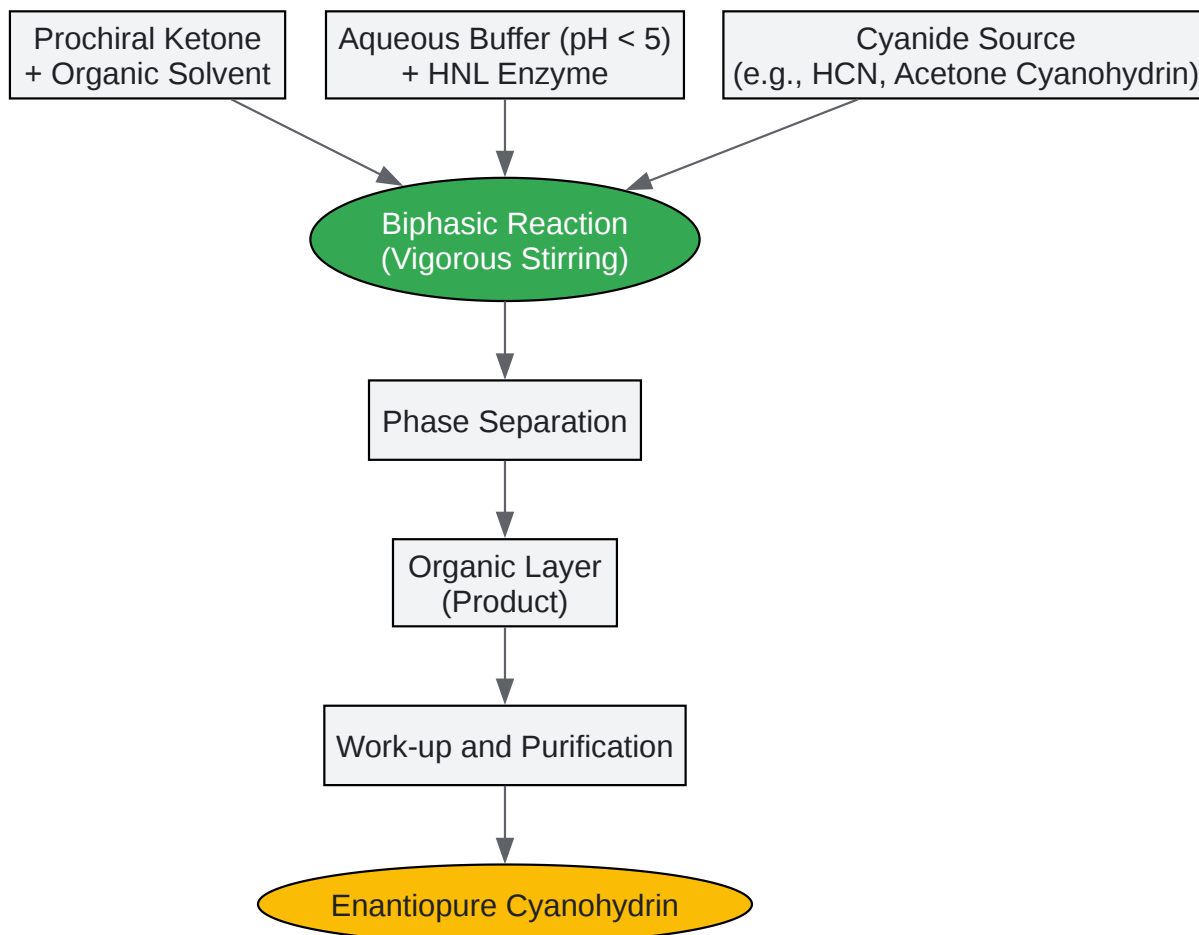 Prochiral Ketone
+ Organic Solvent
Aqueous Buffer (pH < 5)
+ HNL Enzyme
Cyanide Source
(e.g., HCN, Acetone Cyanohydrin)
Biphasic Reaction
(Vigorous Stirring)
Phase Separation
Organic Layer
(Product)
Work-up and Purification
Enantiopure Cyanohydrin